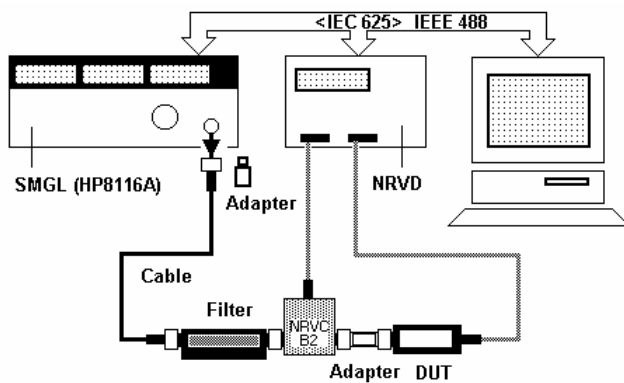 <IEC 625> IEEE 488
SMGL (HP8116A)
Adapter
NRVD
Cable
Filter
NRVC
B2
Adapter
DUT